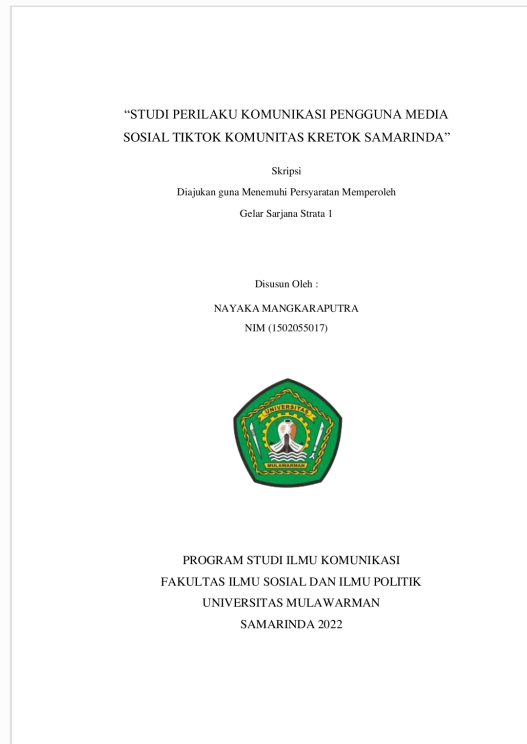 “STUDI PERILAKU KOMUNIKASI PENGGUNA MEDIA
SOSIAL TIKTOK KOMUNITAS KRETOK SAMARINDA”
Skripsi
Diajukan guna Menemuhi Persyaratan Memperoleh
Gelar Sarjana Strata 1
Disusun Oleh :
NAYAKA MANGKARAPUTRA
NIM (1502055017)
UNIVERSITAS
MULAWARMAN
PROGRAM STUDI ILMU KOMUNIKASI
FAKULTAS ILMU SOSIAL DAN ILMU POLITIK
UNIVERSITAS MULAWARMAN
SAMARINDA 2022